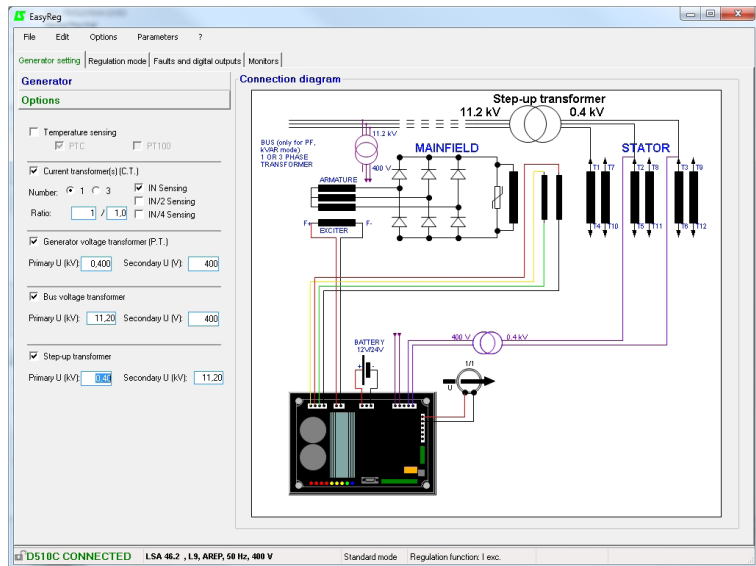 EasyReg
File Edit Options Parameters ?
Generator setting Regulation mode Faults and digital outputs Monitors
Generator
Options
Temperature sensing
PTC PT100
Current transformer(s) (C.T.)
Number: 1 3 IN Sensing
IN/2 Sensing
Ratio: 1 / 1,0 IN/4 Sensing
Generator voltage transformer (P.T.)
Primary U (kV): 0,400 Secondary U (V): 400
Bus voltage transformer
Primary U (kV): 11,20 Secondary U (V): 400
Step-up transformer
Primary U (kV): 0,40 Secondary U (kV): 11,20
Connection diagram
Step-up transformer
11.2 kV 0.4 kV
11.2 kV
BUS (only for PF,
kVAR mode)
1 OR 3 PHASE
TRANSFORMER
400 V
MAINFIELD
STATOR
ARMATURE
F+ F-
EXCITER
T1 T7 T2 T8 T3 T9
T4 T10 T5 T11 T6 T12
400 V 0.4 kV
BATTERY
12V/24V
+ -
1/1
U
D510C CONNECTED LSA 46.2 , L9, AREP, 50 Hz, 400 V Standard mode Regulation function: I exc.